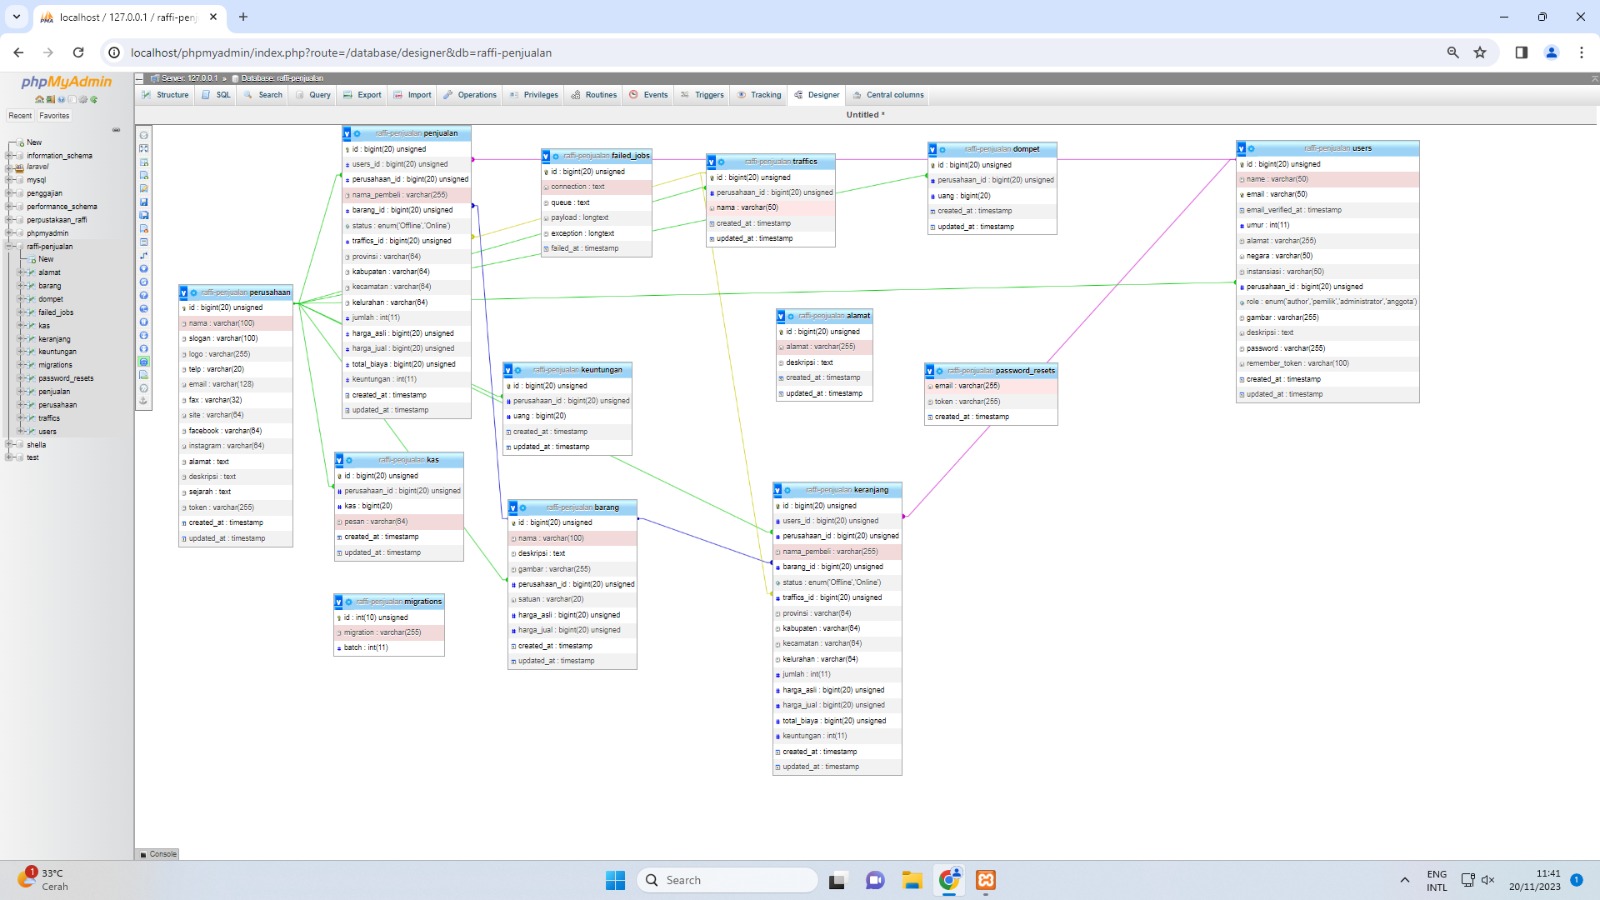 localhost / 127.0.0.1 / raffi-penj
localhost/phpmyadmin/index.php?route=/database/designer&db=raffi-penjualan
phpMyAdmin
Recent Favorites
New
information_schema
laravel
mysql
penggajian
performance_schema
perpustakaan_raffi
phpmyadmin
raffi-penjualan
New
alamat
barang
dompet
failed_jobs
kas
keranjang
keuntungan
migrations
password_resets
penjualan
perusahaan
traffics
users
shella
test
Server: 127.0.0.1 » Database: raffi-penjualan
Structure SQL Search Query Export Import Operations Privileges Routines Events Triggers Tracking Designer Central columns
Untitled *
raffi-penjualan perusahaan
id : bigint(20) unsigned
nama : varchar(100)
slogan : varchar(100)
logo : varchar(255)
telp : varchar(20)
email : varchar(128)
fax : varchar(32)
site : varchar(64)
facebook : varchar(64)
instagram : varchar(64)
alamat : text
deskripsi : text
sejarah : text
token : varchar(255)
created_at : timestamp
updated_at : timestamp
raffi-penjualan penjualan
id : bigint(20) unsigned
users_id : bigint(20) unsigned
perusahaan_id : bigint(20) unsigned
nama_pembeli : varchar(255)
barang_id : bigint(20) unsigned
status : enum('Offline','Online')
traffics_id : bigint(20) unsigned
provinsi : varchar(64)
kabupaten : varchar(64)
kecamatan : varchar(64)
kelurahan : varchar(64)
jumlah : int(11)
harga_asli : bigint(20) unsigned
harga_jual : bigint(20) unsigned
total_biaya : bigint(20) unsigned
keuntungan : int(11)
created_at : timestamp
updated_at : timestamp
raffi-penjualan kas
id : bigint(20) unsigned
perusahaan_id : bigint(20) unsigned
kas : bigint(20)
pesan : varchar(64)
created_at : timestamp
updated_at : timestamp
raffi-penjualan migrations
id : int(10) unsigned
migration : varchar(255)
batch : int(11)
raffi-penjualan failed_jobs
id : bigint(20) unsigned
connection : text
queue : text
payload : longtext
exception : longtext
failed_at : timestamp
raffi-penjualan keuntungan
id : bigint(20) unsigned
perusahaan_id : bigint(20) unsigned
uang : bigint(20)
created_at : timestamp
updated_at : timestamp
raffi-penjualan barang
id : bigint(20) unsigned
nama : varchar(100)
deskripsi : text
gambar : varchar(255)
perusahaan_id : bigint(20) unsigned
satuan : varchar(20)
harga_asli : bigint(20) unsigned
harga_jual : bigint(20) unsigned
created_at : timestamp
updated_at : timestamp
raffi-penjualan traffics
id : bigint(20) unsigned
perusahaan_id : bigint(20) unsigned
nama : varchar(50)
created_at : timestamp
updated_at : timestamp
raffi-penjualan alamat
id : bigint(20) unsigned
alamat : varchar(255)
deskripsi : text
created_at : timestamp
updated_at : timestamp
raffi-penjualan keranjang
id : bigint(20) unsigned
users_id : bigint(20) unsigned
perusahaan_id : bigint(20) unsigned
nama_pembeli : varchar(255)
barang_id : bigint(20) unsigned
status : enum('Offline','Online')
traffics_id : bigint(20) unsigned
provinsi : varchar(64)
kabupaten : varchar(64)
kecamatan : varchar(64)
kelurahan : varchar(64)
jumlah : int(11)
harga_asli : bigint(20) unsigned
harga_jual : bigint(20) unsigned
total_biaya : bigint(20) unsigned
keuntungan : int(11)
created_at : timestamp
updated_at : timestamp
raffi-penjualan dompet
id : bigint(20) unsigned
perusahaan_id : bigint(20) unsigned
uang : bigint(20)
created_at : timestamp
updated_at : timestamp
raffi-penjualan password_resets
email : varchar(255)
token : varchar(255)
created_at : timestamp
raffi-penjualan users
id : bigint(20) unsigned
name : varchar(50)
email : varchar(50)
email_verified_at : timestamp
umur : int(11)
alamat : varchar(255)
negara : varchar(50)
instansiasi : varchar(50)
perusahaan_id : bigint(20) unsigned
role : enum('author','pemilik','administrator','anggota')
gambar : varchar(255)
deskripsi : text
password : varchar(255)
remember_token : varchar(100)
created_at : timestamp
updated_at : timestamp
Console
1
33°C
Cerah
Search
ENG
INTL
11:41
20/11/2023
1